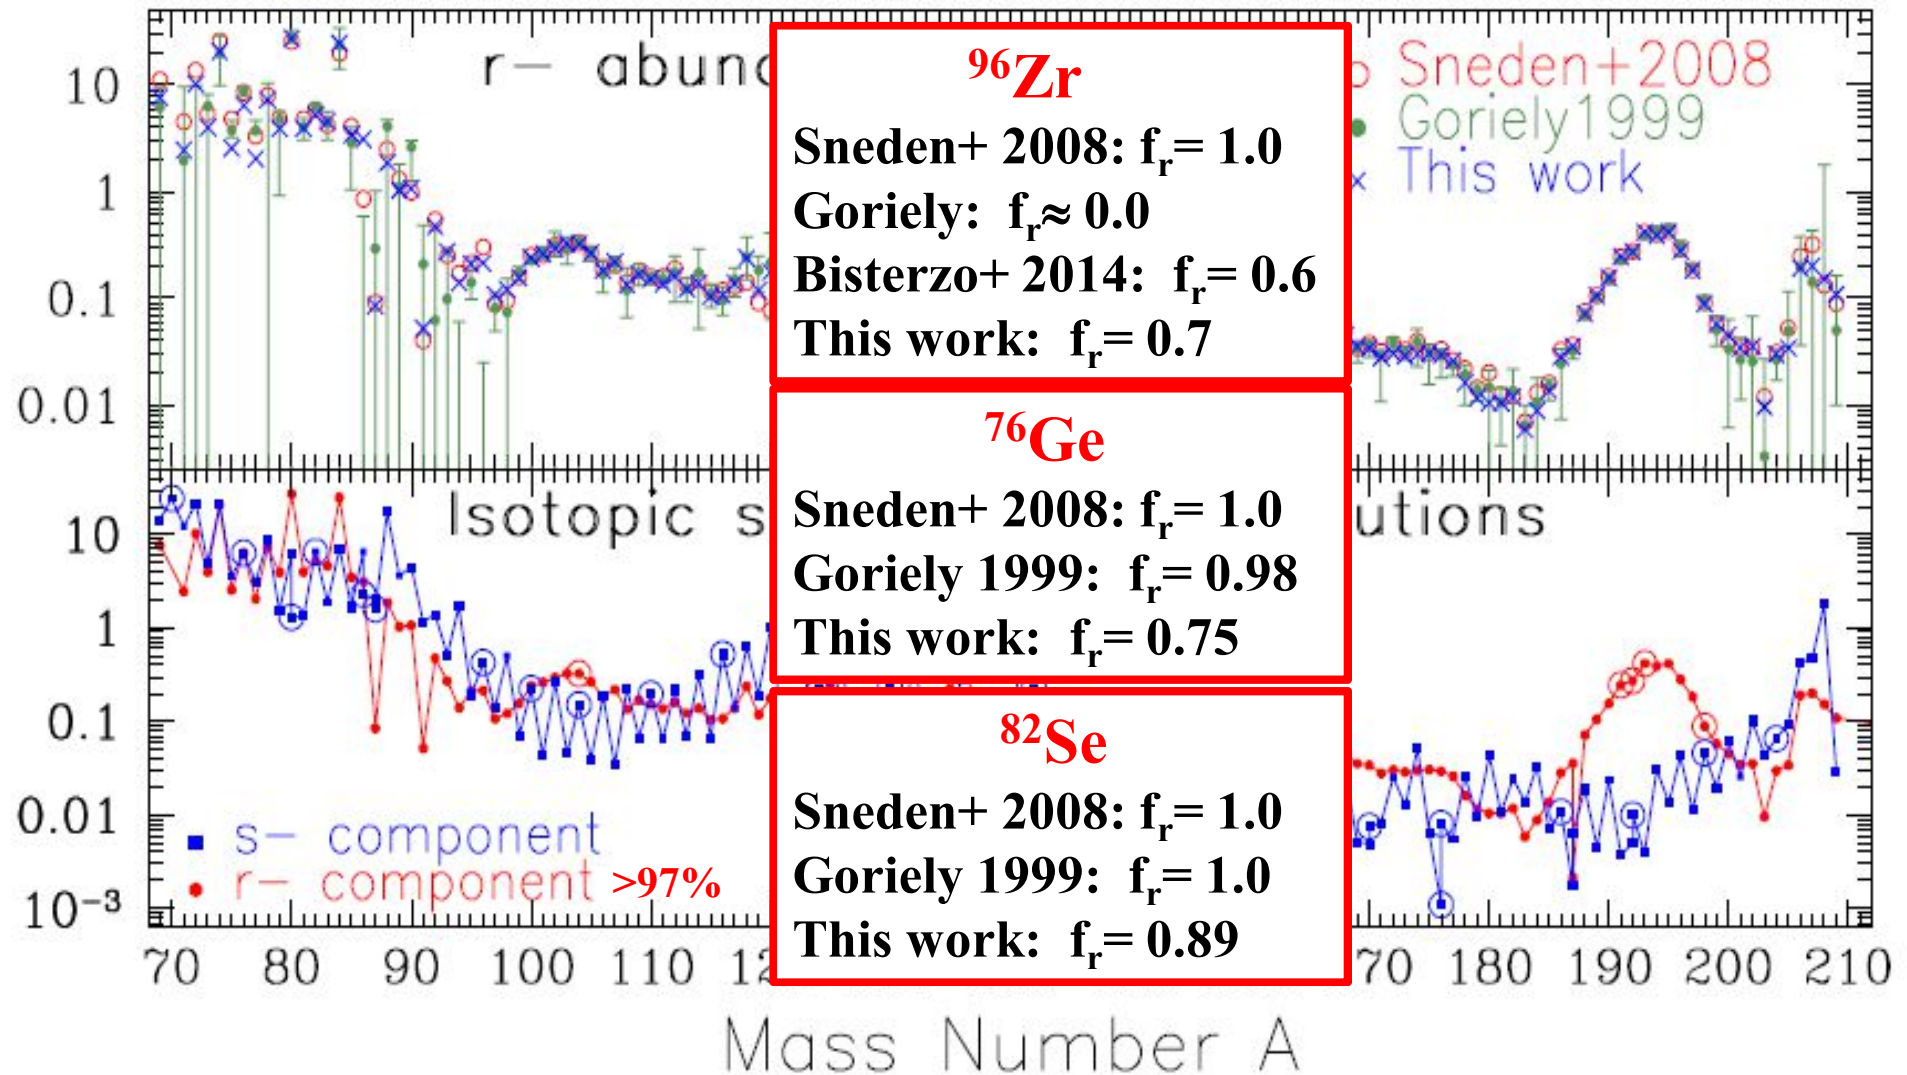 r- abund
Sneden+2008
Goriely1999
This work
10
1
0.1
0.01
⁹⁶Zr
Sneden+ 2008: fᵣ= 1.0
Goriely: fᵣ≈ 0.0
Bisterzo+ 2014: fᵣ= 0.6
This work: fᵣ= 0.7
⁷⁶Ge
Sneden+ 2008: fᵣ= 1.0
Goriely 1999: fᵣ= 0.98
This work: fᵣ= 0.75
⁸²Se
Sneden+ 2008: fᵣ= 1.0
Goriely 1999: fᵣ= 1.0
This work: fᵣ= 0.89
Isotopic s
utions
10
1
0.1
0.01
10⁻³
s- component
r- component >97%
70 80 90 100 110 12 70 180 190 200 210
Mass Number A